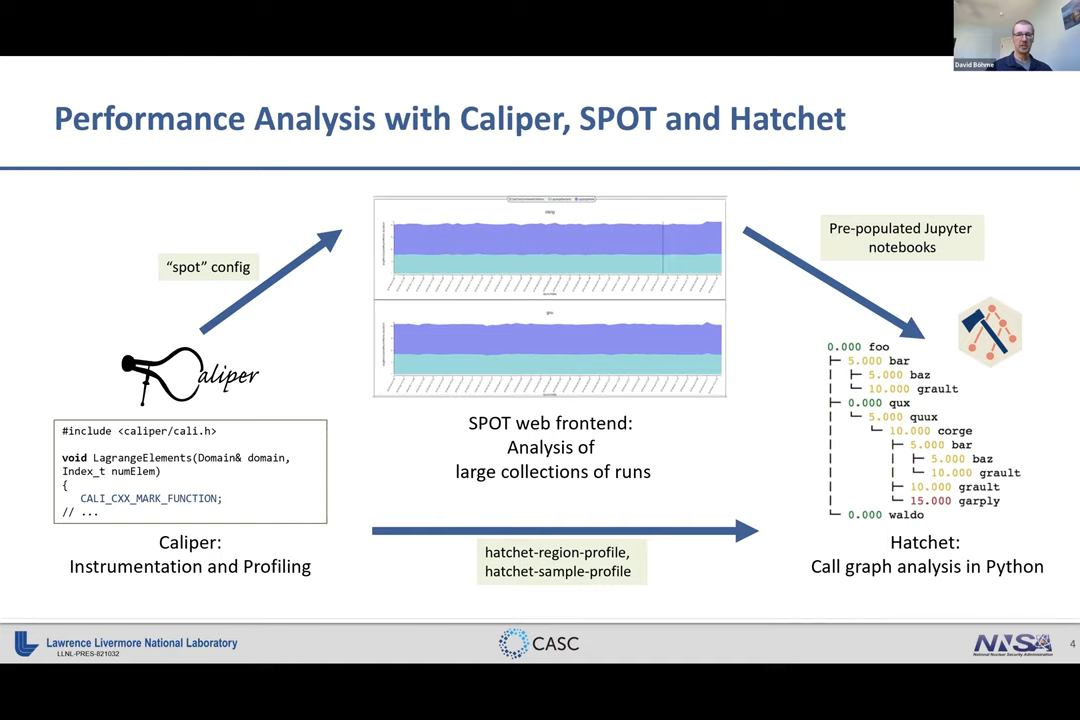 David Böhme
Performance Analysis with Caliper, SPOT and Hatchet
"spot" config
Caliper
#include <caliper/cali.h>
void LagrangeElements(Domain& domain,
Index_t numElem)
{
CALI_CXX_MARK_FUNCTION;
// ...
Caliper:
Instrumentation and Profiling
clang
gnu
SPOT web frontend:
Analysis of
large collections of runs
hatchet-region-profile,
hatchet-sample-profile
Pre-populated Jupyter
notebooks
0.000 foo
├─ 5.000 bar
│ ├─ 5.000 baz
│ └─ 10.000 grault
├─ 0.000 qux
│ └─ 5.000 quux
│ └─ 10.000 corge
│ ├─ 5.000 bar
│ │ ├─ 5.000 baz
│ │ └─ 10.000 grault
│ ├─ 10.000 grault
│ └─ 15.000 garply
└─ 0.000 waldo
Hatchet:
Call graph analysis in Python
Lawrence Livermore National Laboratory
LLNL-PRES-821032
CASC
NNSA
National Nuclear Security Administration
4